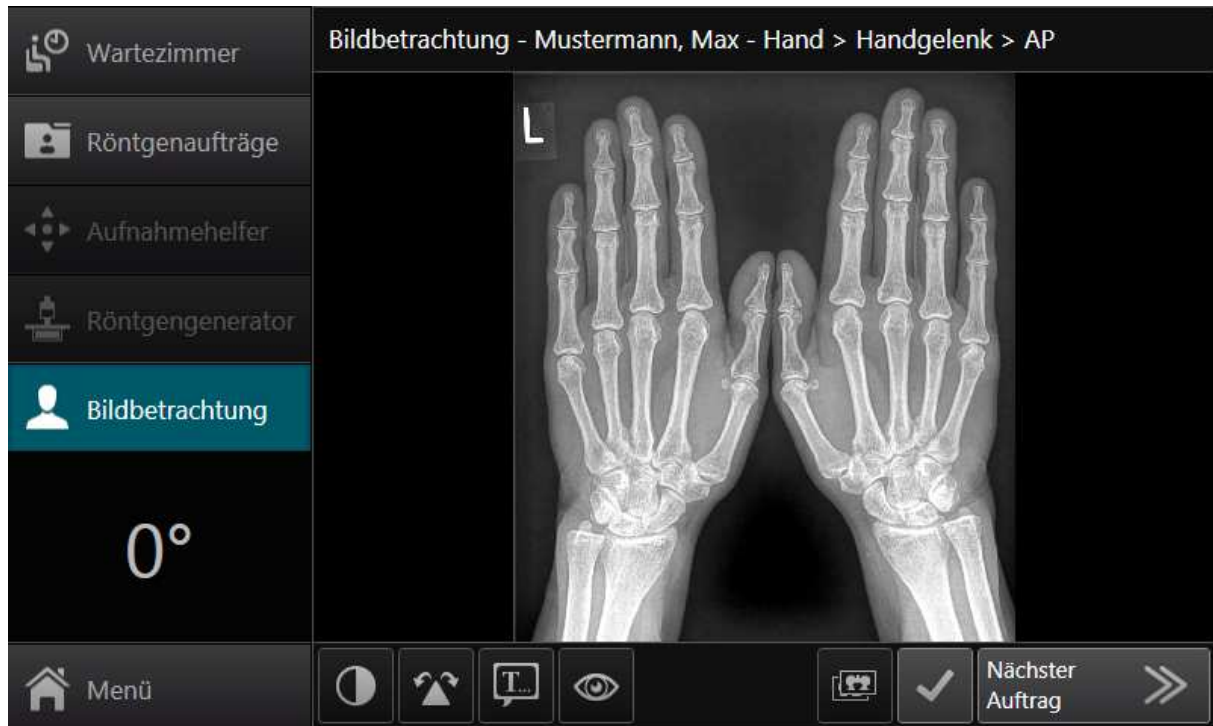 Wartezimmer
Bildbetrachtung - Mustermann, Max - Hand > Handgelenk > AP
L
Röntgenaufträge
Aufnahmehelfer
Röntgengenerator
Bildbetrachtung
0°
Menü
T...
Nächster
Auftrag